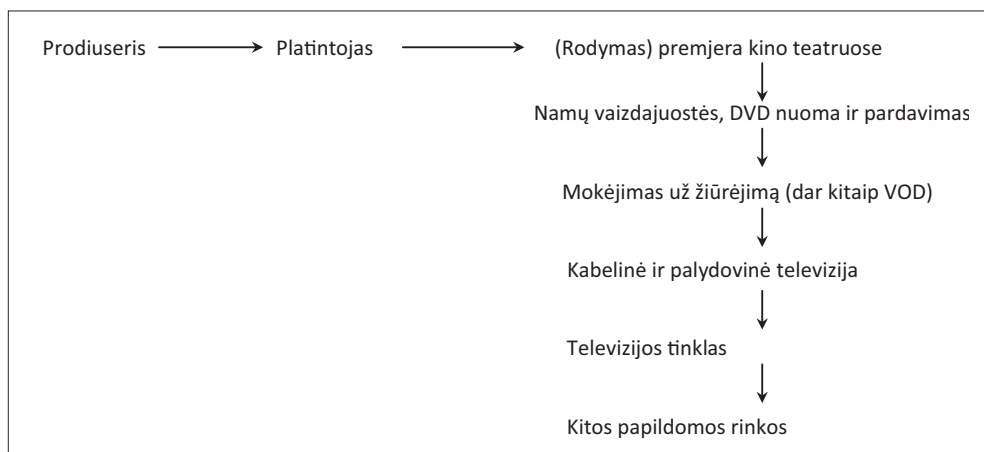 Prodiuseris Platintojas (Rodymas) premjera kino teatruose
Namų vaizdajuostės, DVD nuoma ir pardavimas
Mokėjimas už žiūrėjimą (dar kitaip VOD)
Kabelinė ir palydovinė televizija
Televizijos tinklas
Kitos papildomos rinkos